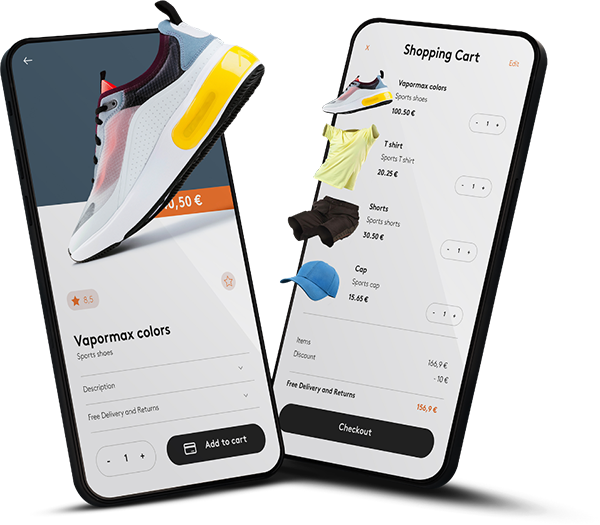 0,50 €
8,5
Vapormax colors
Sports shoes
Description
Free Delivery and Returns
- 1 +
Add to cart
X
Shopping Cart
Edit
Vapormax colors
Sports shoes
100.50 €
- 1 +
T shirt
Sports T shirt
20.25 €
- 1 +
Shorts
Sports shorts
30.50 €
- 1 +
Cap
Sports cap
15.65 €
- 1 +
Items
166,9 €
Discount
- 10 €
Free Delivery and Returns
156,9 €
Checkout